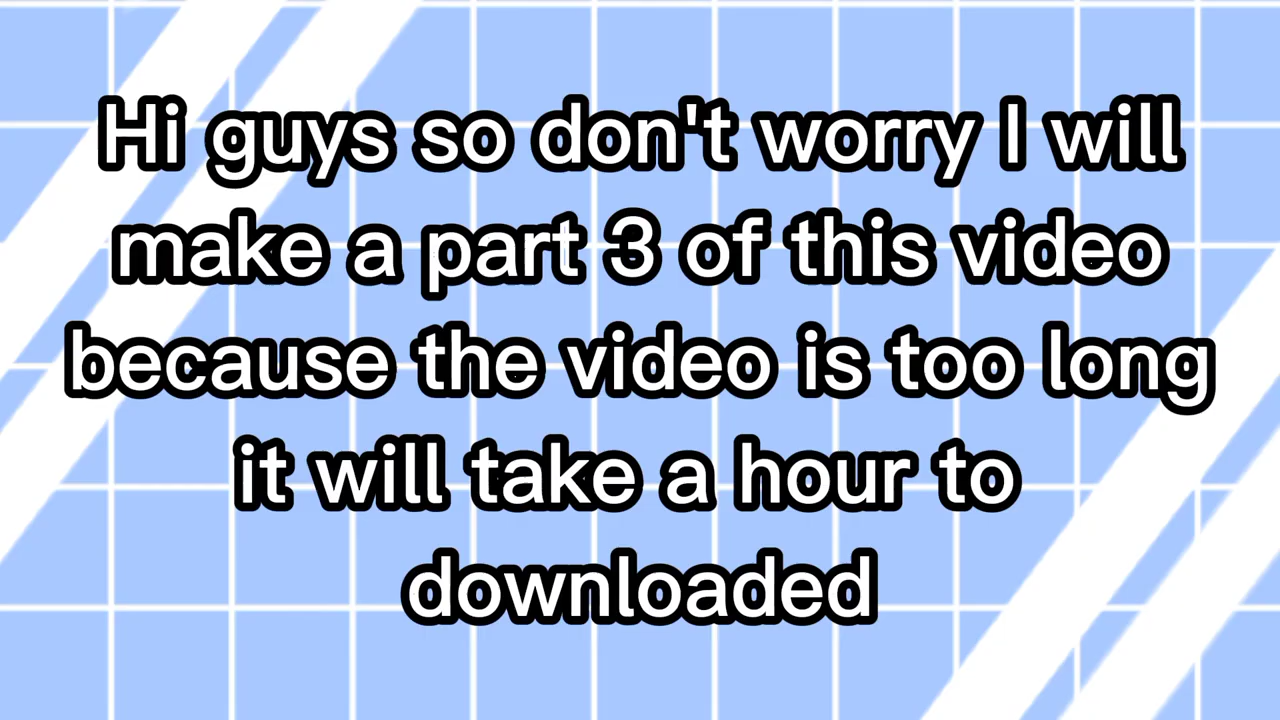 Hi guys so don't worry I will
make a part 3 of this video
because the video is too long
it will take a hour to
downloaded